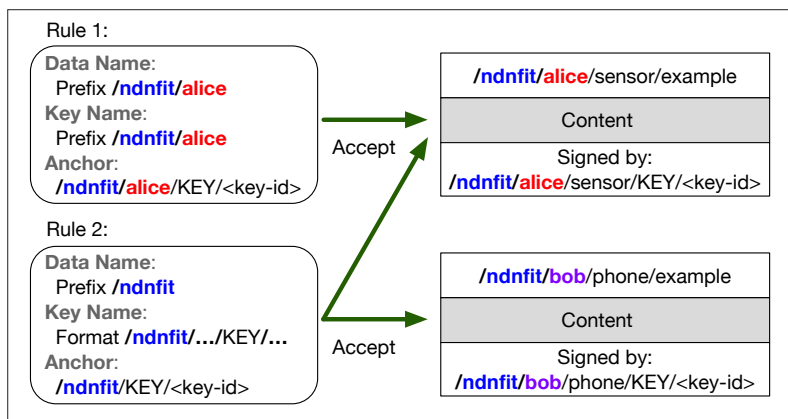 Rule 1:
Data Name:
Prefix /ndnfit/alice
Key Name:
Prefix /ndnfit/alice
Anchor:
/ndnfit/alice/KEY/<key-id>
Accept
/ndnfit/alice/sensor/example
Content
Signed by:
/ndnfit/alice/sensor/KEY/<key-id>
Rule 2:
Data Name:
Prefix /ndnfit
Key Name:
Format /ndnfit/.../KEY/...
Anchor:
/ndnfit/KEY/<key-id>
Accept
/ndnfit/bob/phone/example
Content
Signed by:
/ndnfit/bob/phone/KEY/<key-id>